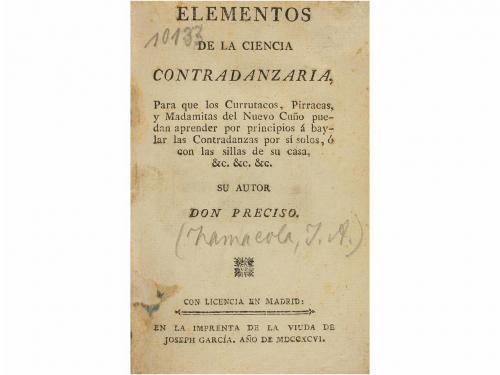 ELEMENTOS
10133
DE LA CIENCIA
CONTRADANZARIA,
Para que los Currutacos, Pirracas,
y Madamitas del Nuevo Cuño pue-
dan aprender por principios á bay-
lar las Contradanzas por sí solos, ó
con las sillas de su casa,
&c. &c. &c.
SU AUTOR
DON PRECISO.
(Zamacola, J. A.)
CON LICENCIA EN MADRID:
EN LA IMPRENTA DE LA VIUDA DE
JOSEPH GARCÍA. AÑO DE MDCCXCVI.